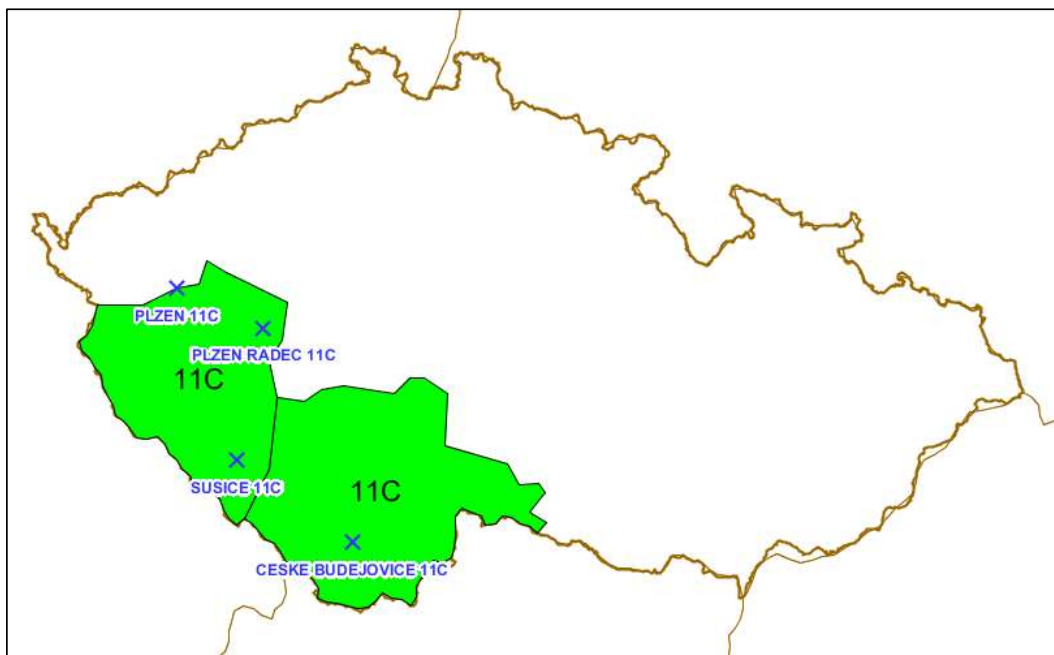 PLZEN 11C
PLZEN RADEC 11C
11C
SUSICE 11C
11C
CESKE BUDEJOVICE 11C